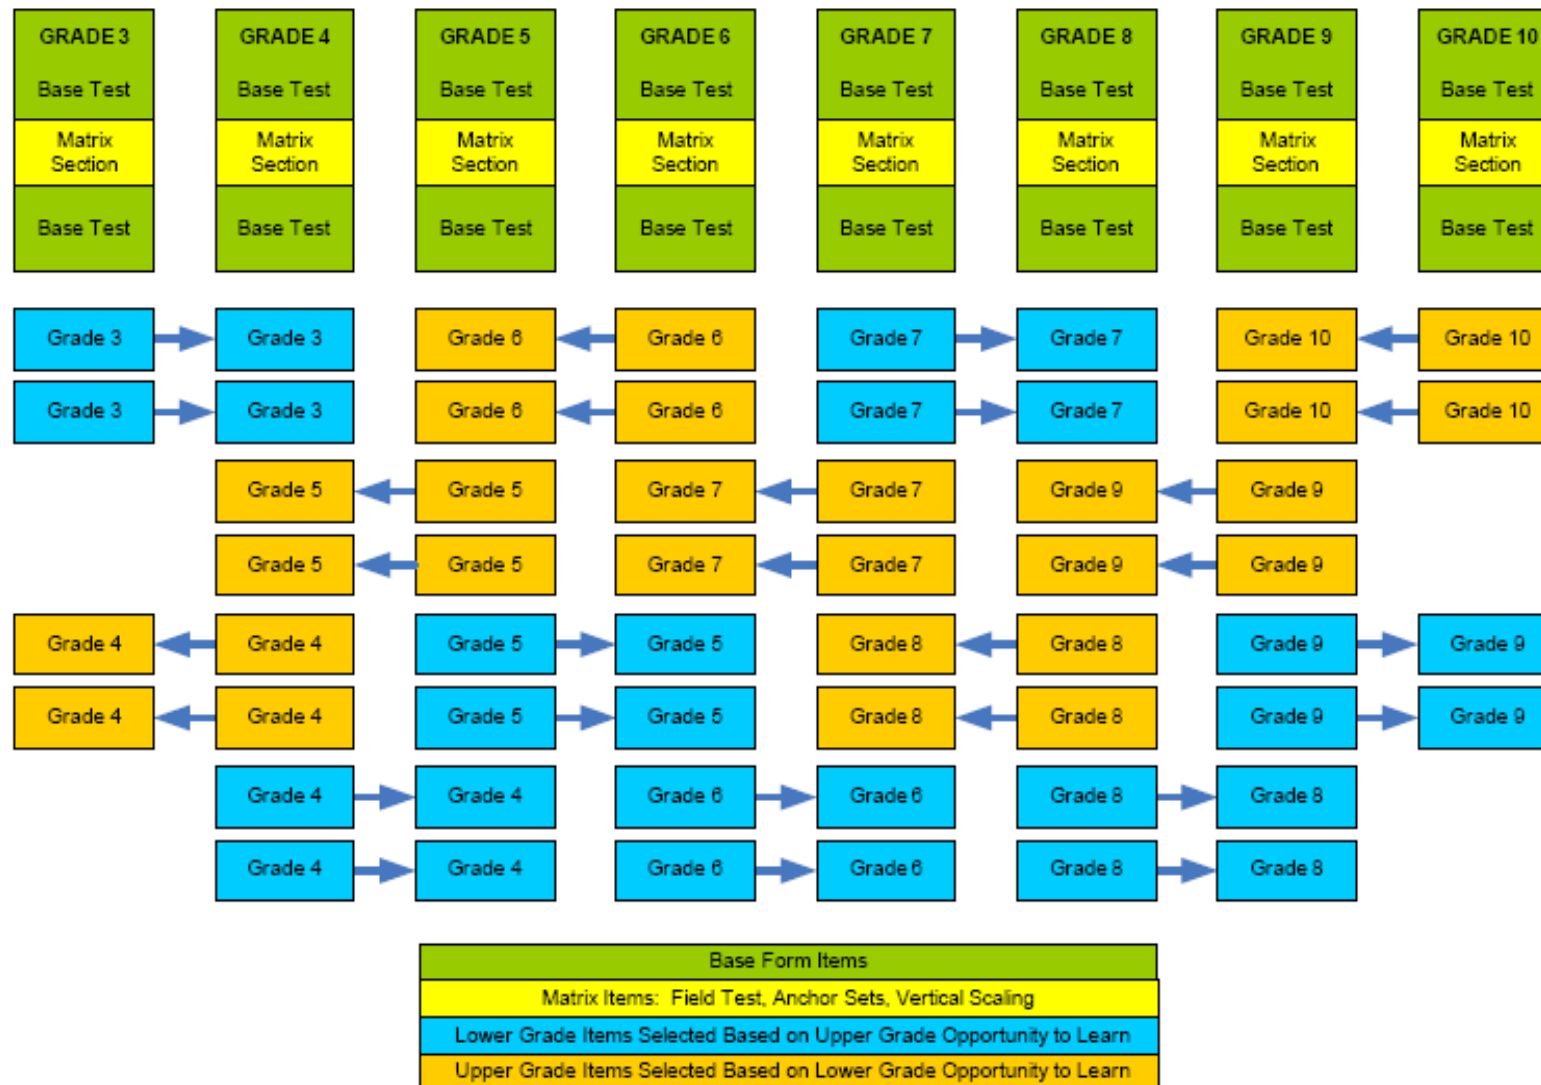 GRADE 3 GRADE 4 GRADE 5 GRADE 6 GRADE 7 GRADE 8 GRADE 9 GRADE 10
Base Test Base Test Base Test Base Test Base Test Base Test Base Test Base Test
Matrix Matrix Matrix Matrix Matrix Matrix Matrix Matrix
Section Section Section Section Section Section Section Section
Base Test Base Test Base Test Base Test Base Test Base Test Base Test Base Test
Grade 3 Grade 3 Grade 6 Grade 6 Grade 7 Grade 7 Grade 10 Grade 10
Grade 3 Grade 3 Grade 6 Grade 6 Grade 7 Grade 7 Grade 10 Grade 10
Grade 5 Grade 5 Grade 7 Grade 7 Grade 9 Grade 9
Grade 5 Grade 5 Grade 7 Grade 7 Grade 9 Grade 9
Grade 4 Grade 4 Grade 5 Grade 5 Grade 8 Grade 8 Grade 9 Grade 9
Grade 4 Grade 4 Grade 5 Grade 5 Grade 8 Grade 8 Grade 9 Grade 9
Grade 4 Grade 4 Grade 6 Grade 6 Grade 8 Grade 8
Grade 4 Grade 4 Grade 6 Grade 6 Grade 8 Grade 8
Base Form Items
Matrix Items: Field Test, Anchor Sets, Vertical Scaling
Lower Grade Items Selected Based on Upper Grade Opportunity to Learn
Upper Grade Items Selected Based on Lower Grade Opportunity to Learn